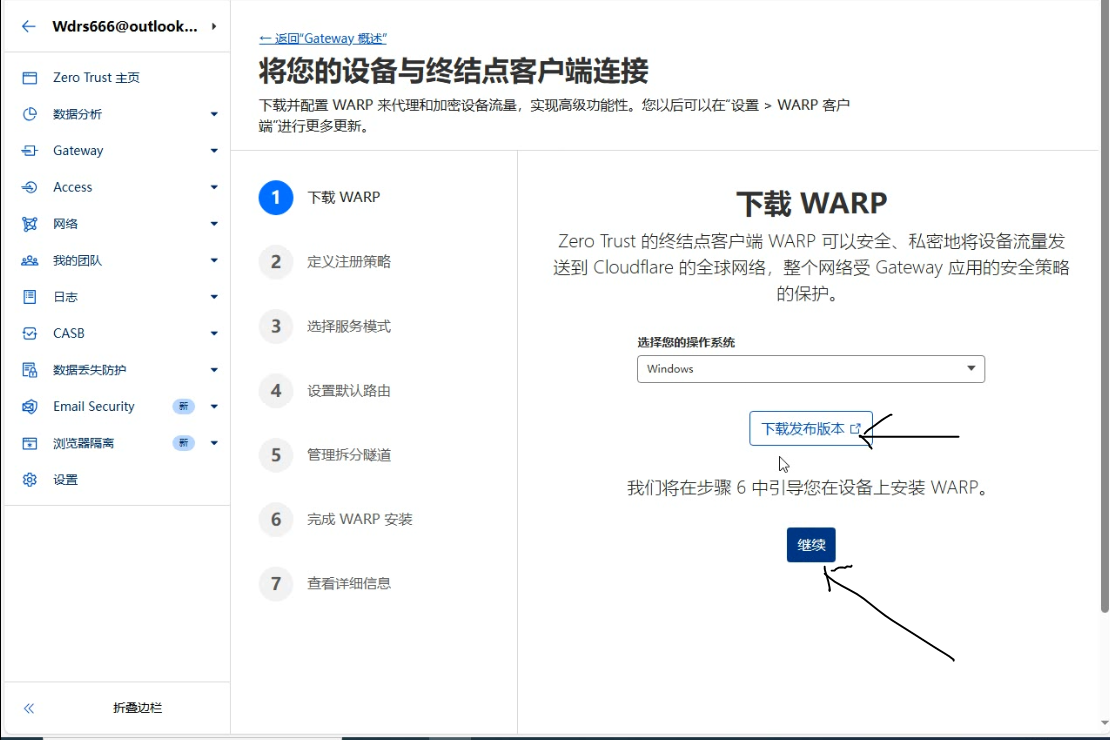 Wdrs666@outlook...
Zero Trust 主页
数据分析
Gateway
Access
网络
我的团队
日志
CASB
数据丢失防护
Email Security 新
浏览器隔离 新
设置
折叠边栏
← 返回“Gateway 概述”
将您的设备与终结点客户端连接
下载并配置 WARP 来代理和加密设备流量，实现高级功能性。您以后可以在“设置 > WARP 客户
端”进行更多更新。
1 下载 WARP
2 定义注册策略
3 选择服务模式
4 设置默认路由
5 管理拆分隧道
6 完成 WARP 安装
7 查看详细信息
下载 WARP
Zero Trust 的终结点客户端 WARP 可以安全、私密地将设备流量发
送到 Cloudflare 的全球网络，整个网络受 Gateway 应用的安全策略
的保护。
选择您的操作系统
Windows
下载发布版本
我们将在步骤 6 中引导您在设备上安装 WARP。
继续